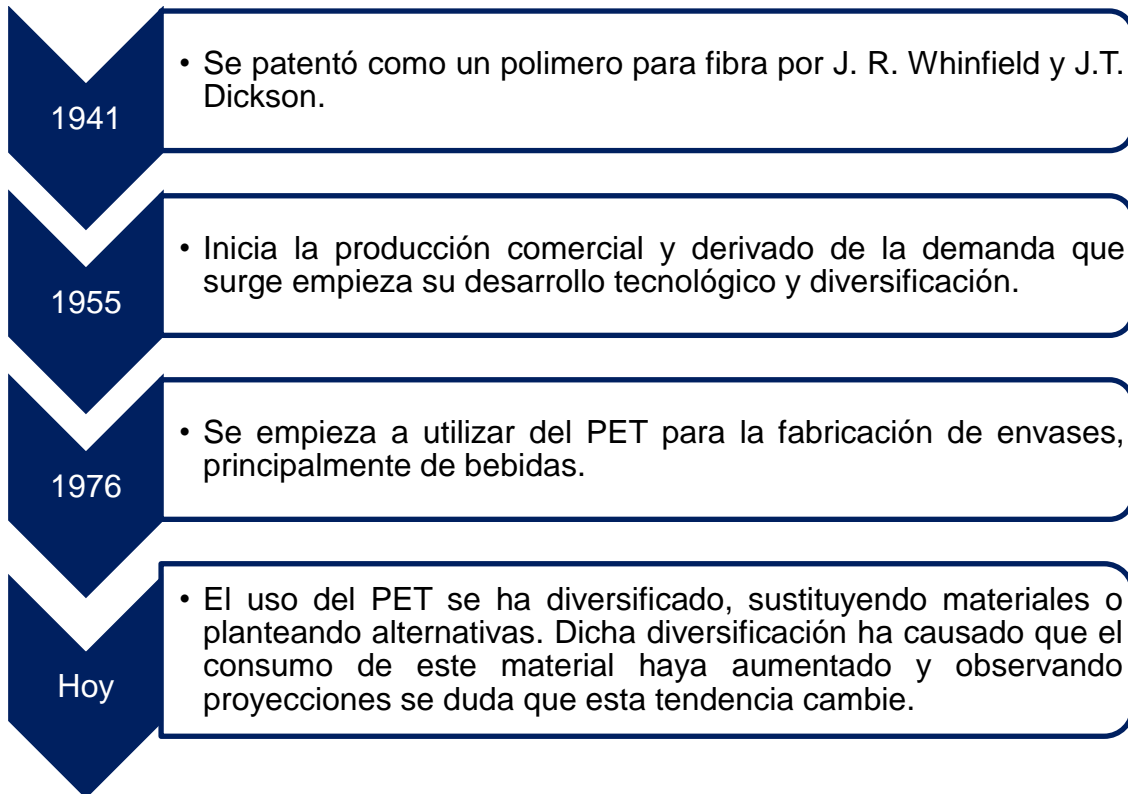 1941
• Se patentó como un polimero para fibra por J. R. Whinfield y J.T.
Dickson.
1955
• Inicia la producción comercial y derivado de la demanda que
surge empieza su desarrollo tecnológico y diversificación.
1976
• Se empieza a utilizar del PET para la fabricación de envases,
principalmente de bebidas.
Hoy
• El uso del PET se ha diversificado, sustituyendo materiales o
planteando alternativas. Dicha diversificación ha causado que el
consumo de este material haya aumentado y observando
proyecciones se duda que esta tendencia cambie.